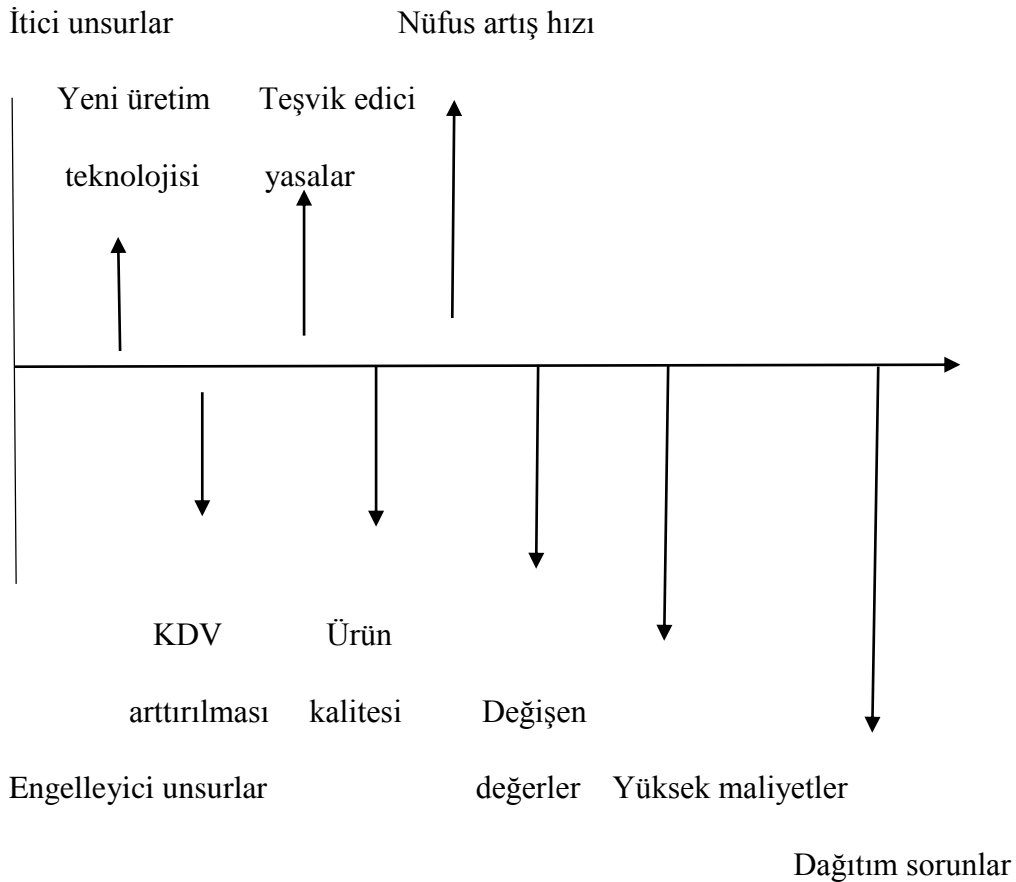 İtici unsurlar Nüfus artış hızı
Yeni üretim Teşvik edici
teknolojisi yasalar
KDV Ürün
arttırılması kalitesi Değişen
Engelleyici unsurlar değerler Yüksek maliyetler
Dağıtım sorunlar